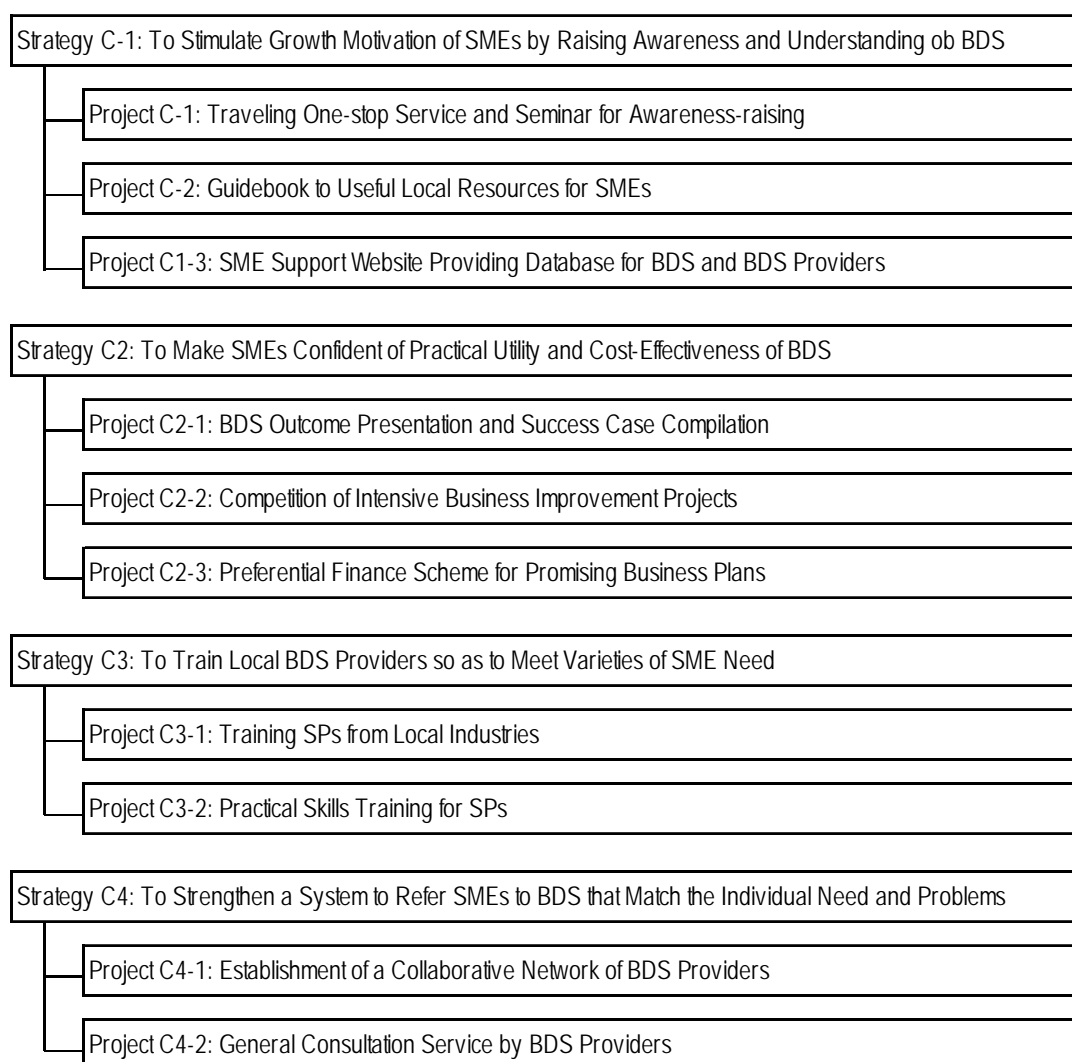 Strategy C-1: To Stimulate Growth Motivation of SMEs by Raising Awareness and Understanding ob BDS
Project C-1: Traveling One-stop Service and Seminar for Awareness-raising
Project C-2: Guidebook to Useful Local Resources for SMEs
Project C1-3: SME Support Website Providing Database for BDS and BDS Providers
Strategy C2: To Make SMEs Confident of Practical Utility and Cost-Effectiveness of BDS
Project C2-1: BDS Outcome Presentation and Success Case Compilation
Project C2-2: Competition of Intensive Business Improvement Projects
Project C2-3: Preferential Finance Scheme for Promising Business Plans
Strategy C3: To Train Local BDS Providers so as to Meet Varieties of SME Need
Project C3-1: Training SPs from Local Industries
Project C3-2: Practical Skills Training for SPs
Strategy C4: To Strengthen a System to Refer SMEs to BDS that Match the Individual Need and Problems
Project C4-1: Establishment of a Collaborative Network of BDS Providers
Project C4-2: General Consultation Service by BDS Providers